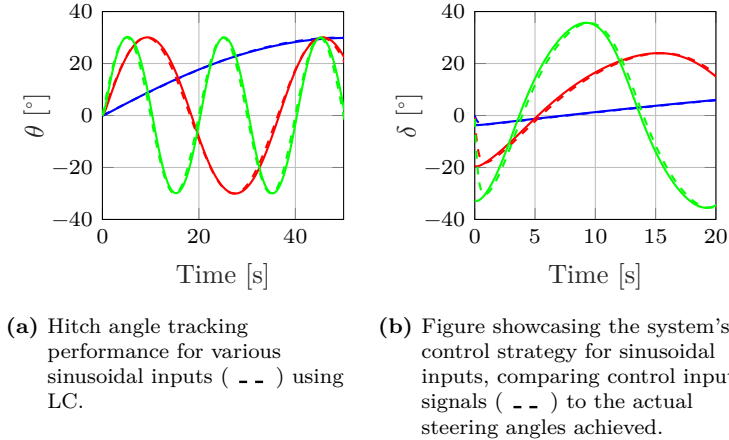 40
20
0
−20
−40
θ [°]
0
20
40
Time [s]
40
20
0
−20
−40
δ [°]
0
5
10
15
20
Time [s]
(a) Hitch angle tracking
performance for various
sinusoidal inputs ( -- ) using
LC.
(b) Figure showcasing the system's
control strategy for sinusoidal
inputs, comparing control input
signals ( -- ) to the actual
steering angles achieved.